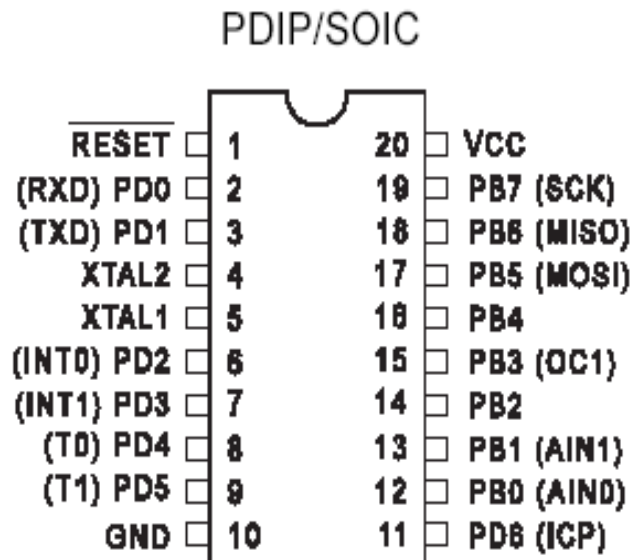 PDIP/SOIC
RESET 1 20 VCC
(RXD) PD0 2 19 PB7 (SCK)
(TXD) PD1 3 18 PB6 (MISO)
XTAL2 4 17 PB5 (MOSI)
XTAL1 5 16 PB4
(INT0) PD2 6 15 PB3 (OC1)
(INT1) PD3 7 14 PB2
(T0) PD4 8 13 PB1 (AIN1)
(T1) PD5 9 12 PB0 (AIN0)
GND 10 11 PD6 (ICP)